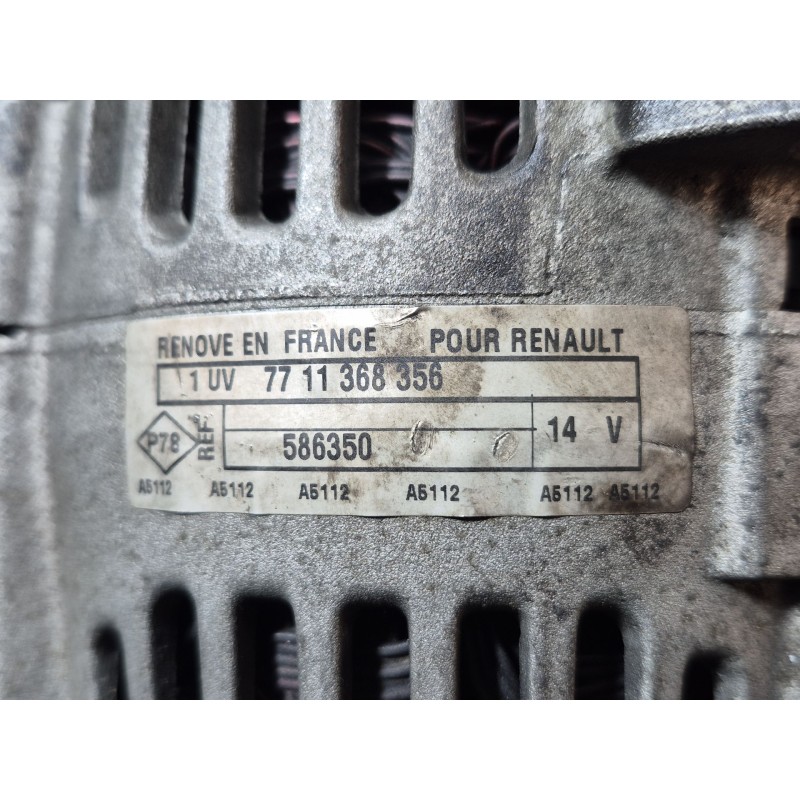 RENOVE EN FRANCE POUR RENAULT
1 UV 77 11 368 356
P78 REF 586350 14 V
A5112 A5112 A5112 A5112 A5112 A5112